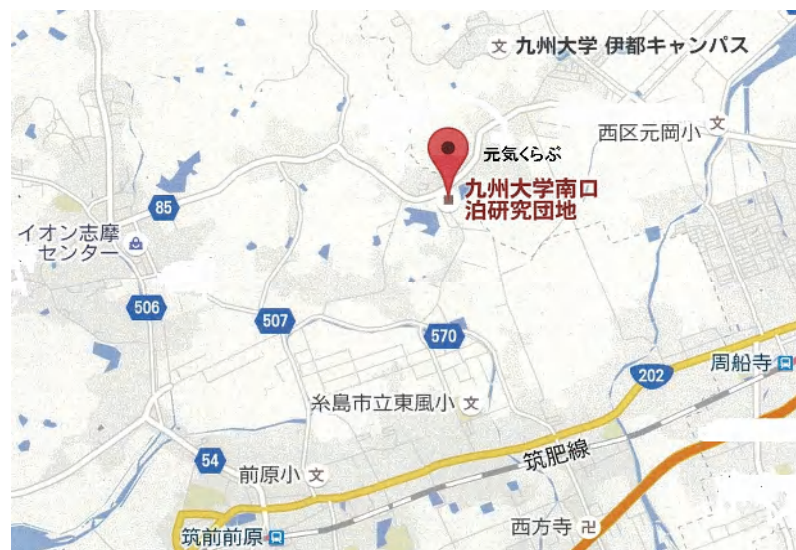 九州大学 伊都キャンパス
西区元岡小
元気くらぶ
九州大学南口
泊研究団地
85
イオン志摩
センター
506
507
570
周船寺
202
糸島市立東風小
筑肥線
54
前原小
西方寺
筑前前原